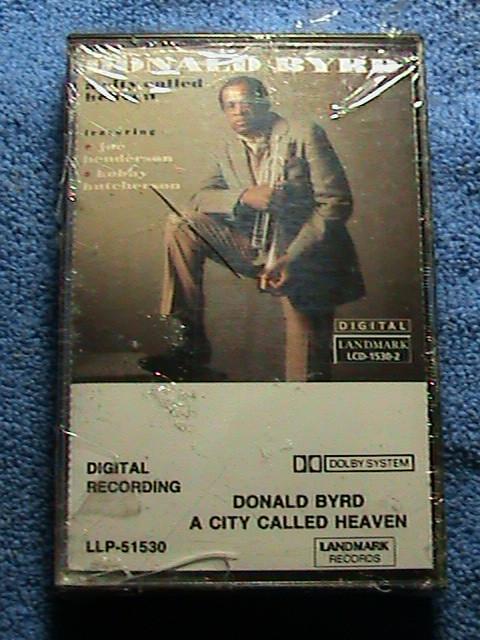 DONALD BYRD
a city called
heaven
featuring
• joe
henderson
• bobby
hutcherson
DIGITAL
LANDMARK
LCD-1530-2
DIGITAL
RECORDING
DOLBY SYSTEM
DONALD BYRD
A CITY CALLED HEAVEN
LLP-51530
LANDMARK
RECORDS